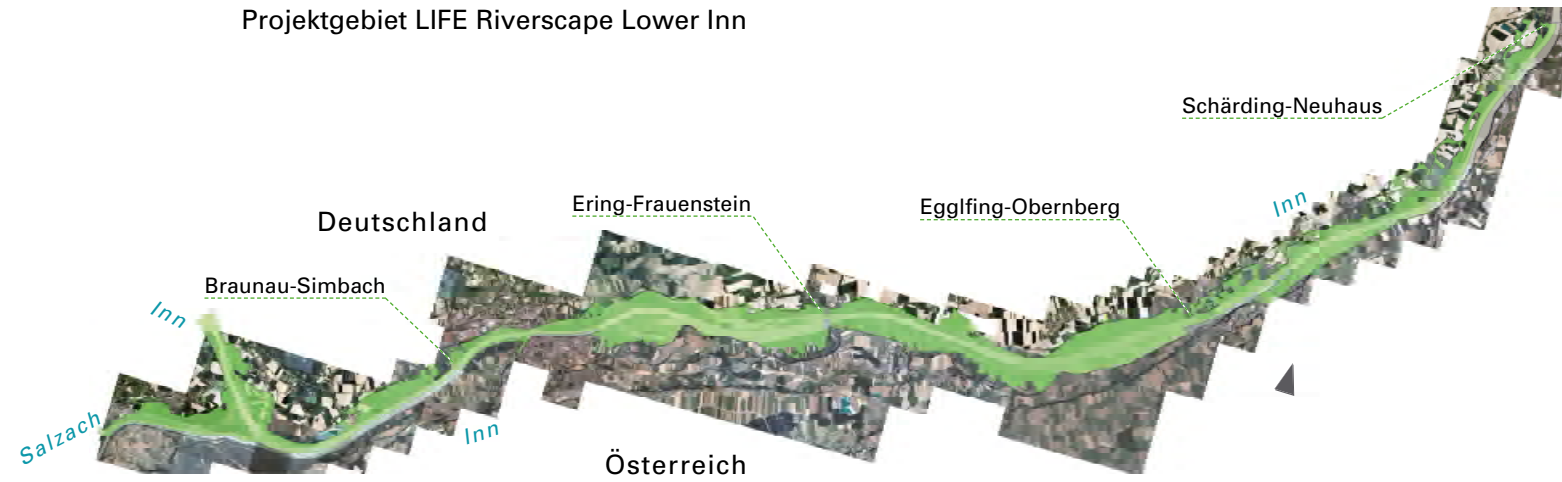 Projektgebiet LIFE Riverscape Lower Inn
Schärding-Neuhaus
Inn
Ering-Frauenstein
Egglfing-Obernberg
Deutschland
Braunau-Simbach
Inn
Salzach
Inn
Österreich